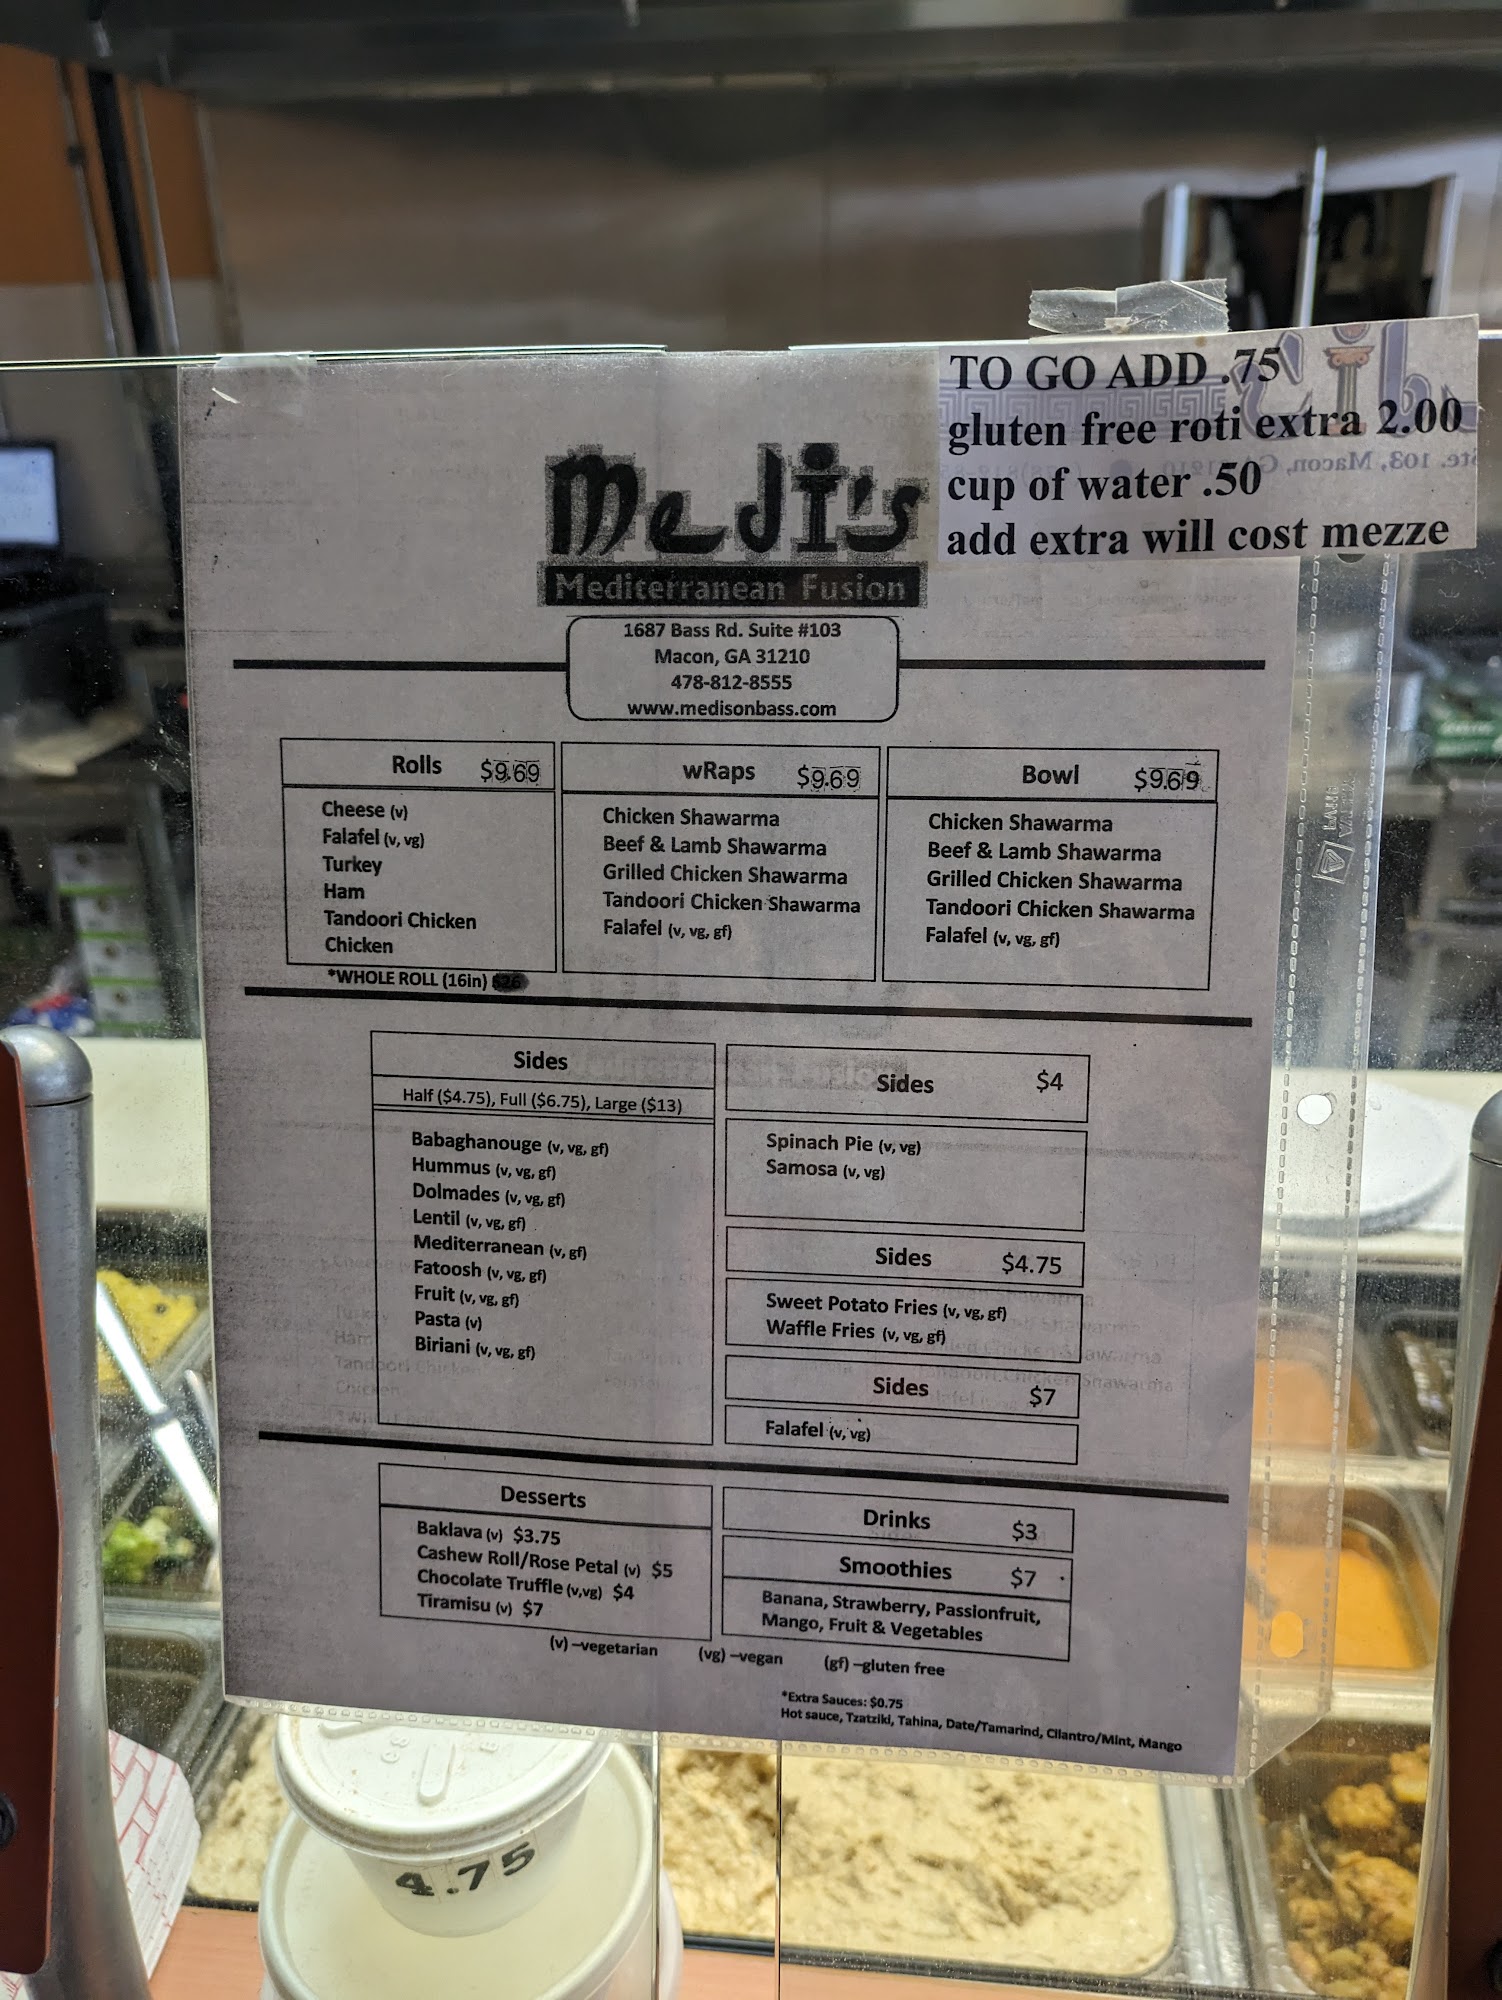 TO GO ADD .75
gluten free roti extra 2.00
cup of water .50
add extra will cost mezze
Medi's
Mediterranean Fusion
1687 Bass Rd. Suite #103
Macon, GA 31210
478-812-8555
www.medisonbass.com
Rolls $9.69
Cheese (v)
Falafel (v, vg)
Turkey
Ham
Tandoori Chicken
Chicken
*WHOLE ROLL (16in) $26
wRaps $9.69
Chicken Shawarma
Beef & Lamb Shawarma
Grilled Chicken Shawarma
Tandoori Chicken Shawarma
Falafel (v, vg, gf)
Bowl $9.69
Chicken Shawarma
Beef & Lamb Shawarma
Grilled Chicken Shawarma
Tandoori Chicken Shawarma
Falafel (v, vg, gf)
Sides
Half ($4.75), Full ($6.75), Large ($13)
Babaghanouge (v, vg, gf)
Hummus (v, vg, gf)
Dolmades (v, vg, gf)
Lentil (v, vg, gf)
Mediterranean (v, gf)
Fatoosh (v, vg, gf)
Fruit (v, vg, gf)
Pasta (v)
Biriani (v, vg, gf)
Sides $4
Spinach Pie (v, vg)
Samosa (v, vg)
Sides $4.75
Sweet Potato Fries (v, vg, gf)
Waffle Fries (v, vg, gf)
Sides $7
Falafel (v, vg)
Desserts
Baklava (v) $3.75
Cashew Roll/Rose Petal (v) $5
Chocolate Truffle (v,vg) $4
Tiramisu (v) $7
Drinks $3
Smoothies $7
Banana, Strawberry, Passionfruit,
Mango, Fruit & Vegetables
(v) –vegetarian (vg) –vegan (gf) –gluten free
*Extra Sauces: $0.75
Hot sauce, Tzatziki, Tahina, Date/Tamarind, Cilantro/Mint, Mango
4.75